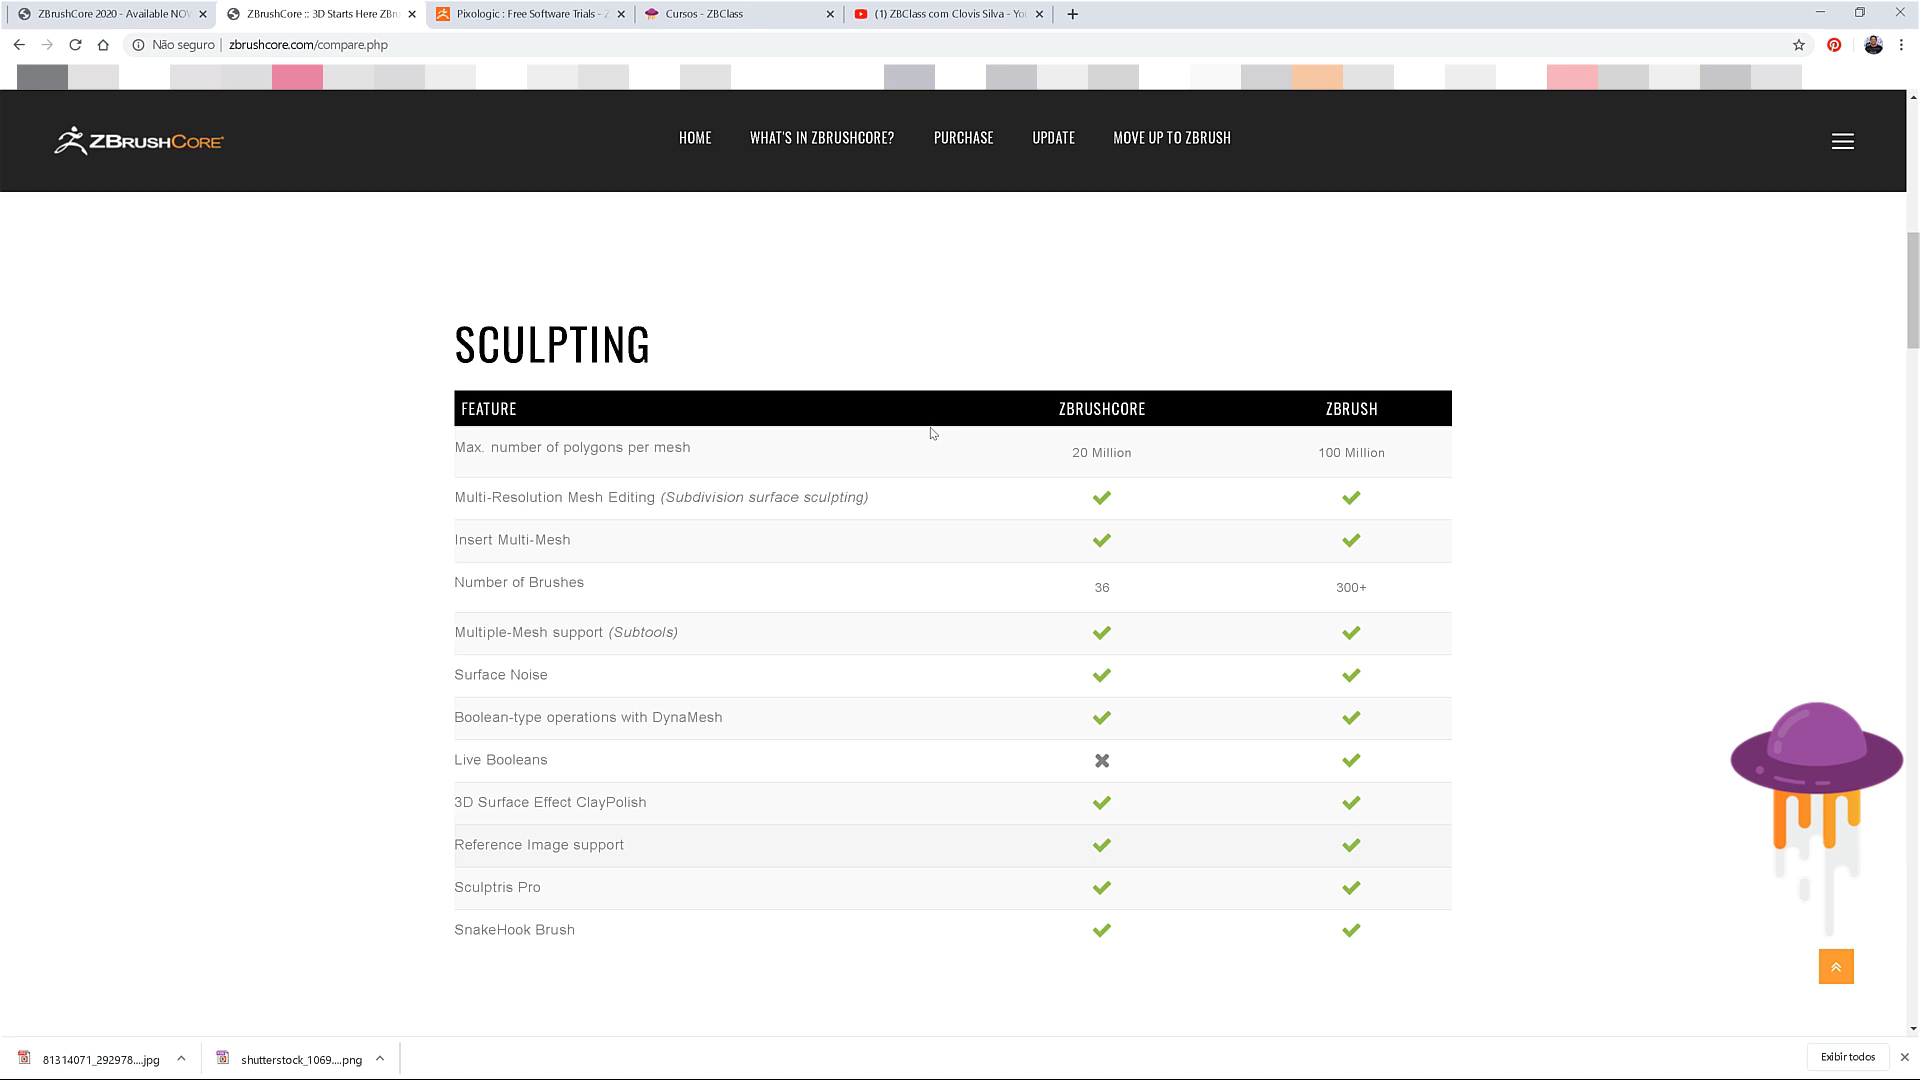 ZBrushCore 2020 - Available NOW
ZBrushCore :: 3D Starts Here ZBru
Pixologic : Free Software Trials - Z
Cursos - ZBClass
(1) ZBClass com Clovis Silva - You
Não seguro | zbrushcore.com/compare.php
ZBRUSHCORE
HOME
WHAT'S IN ZBRUSHCORE?
PURCHASE
UPDATE
MOVE UP TO ZBRUSH
SCULPTING
FEATURE ZBRUSHCORE ZBRUSH
Max. number of polygons per mesh 20 Million 100 Million
Multi-Resolution Mesh Editing (Subdivision surface sculpting)
Insert Multi-Mesh
Number of Brushes 36 300+
Multiple-Mesh support (Subtools)
Surface Noise
Boolean-type operations with DynaMesh
Live Booleans
3D Surface Effect ClayPolish
Reference Image support
Sculptris Pro
SnakeHook Brush
81314071_292978....jpg
shutterstock_1069....png
Exibir todos